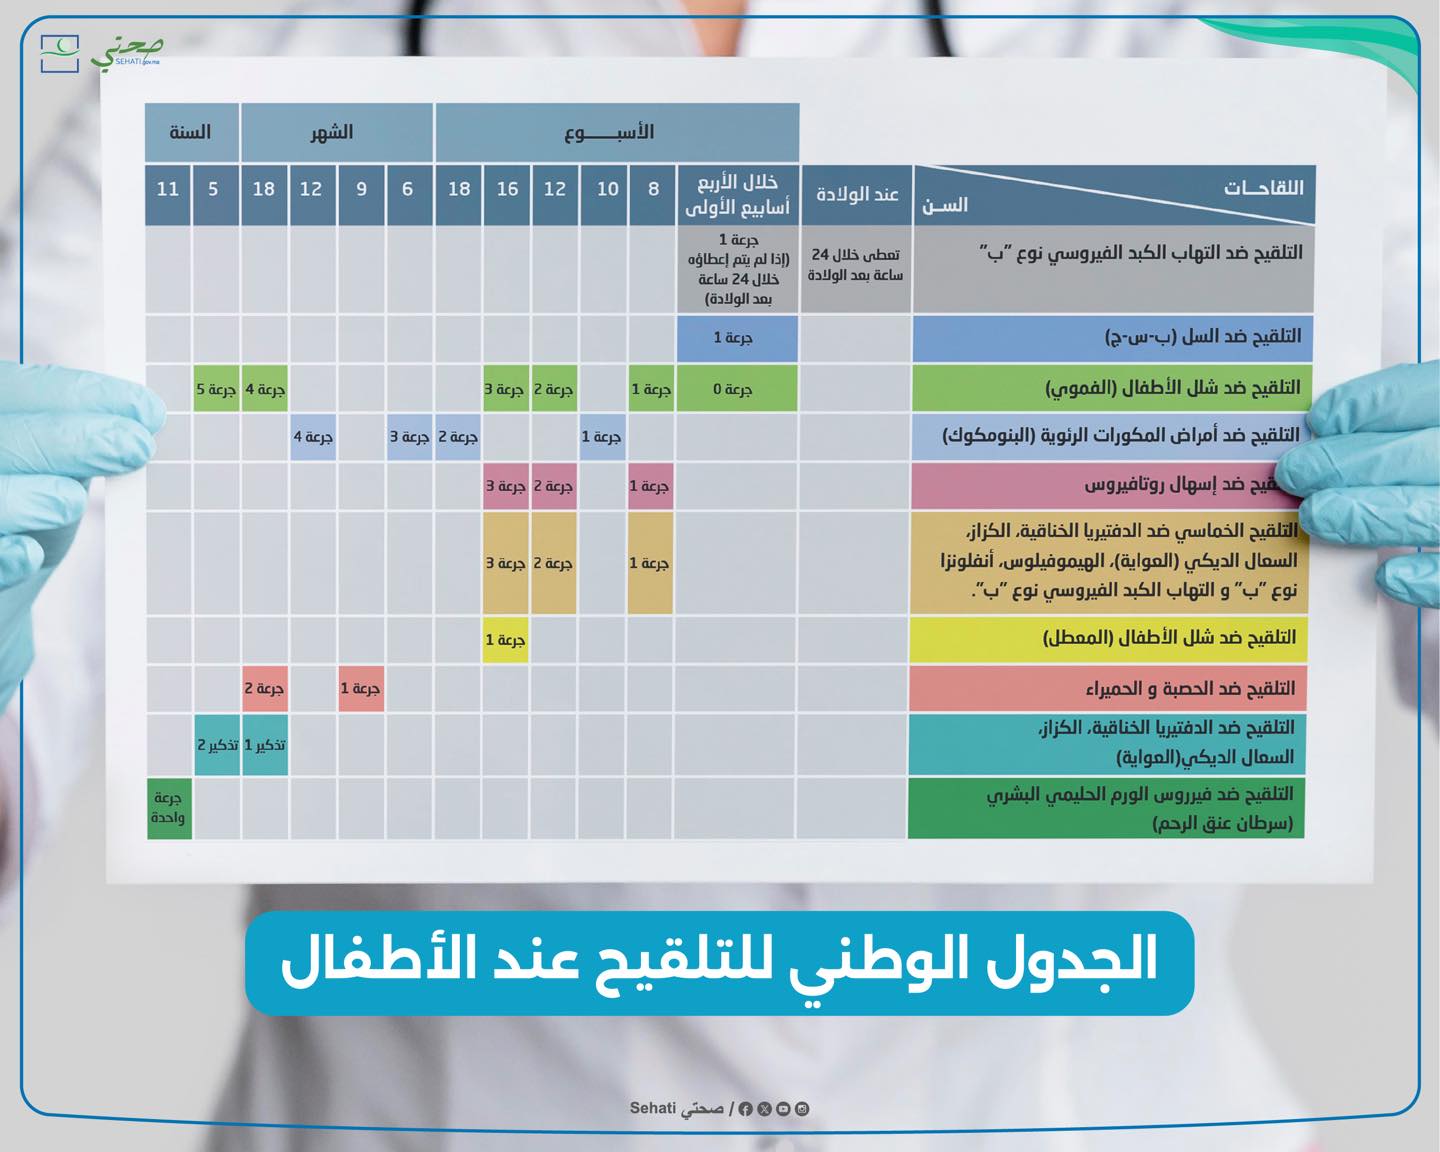 صحتي
SEHATI.gov.ma
الأسبـــــوع الشهر السنة
اللقاحـات السـن عند الولادة خلال الأربع أسابيع الأولى 8 10 12 16 18 6 9 12 18 5 11
التلقيح ضد التهاب الكبد الفيروسي نوع "ب"
تعطى خلال 24
ساعة بعد الولادة
جرعة 1
(إذا لم يتم إعطاؤه
خلال 24 ساعة
بعد الولادة)
التلقيح ضد السل (ب-س-ج) جرعة 1
التلقيح ضد شلل الأطفال (الفموي) جرعة 0 جرعة 1 جرعة 2 جرعة 3 جرعة 4 جرعة 5
التلقيح ضد أمراض المكورات الرئوية (البنومكوك) جرعة 1 جرعة 2 جرعة 3 جرعة 4
ضد إسهال روتافيروس جرعة 1 جرعة 2 جرعة 3
التلقيح الخماسي ضد الدفتيريا الخناقية، الكزاز،
السعال الديكي (العواية)، الهيموفيلوس، أنفلونزا
نوع "ب" و التهاب الكبد الفيروسي نوع "ب".
جرعة 1 جرعة 2 جرعة 3
التلقيح ضد شلل الأطفال (المعطل) جرعة 1
التلقيح ضد الحصبة و الحميراء جرعة 1 جرعة 2
التلقيح ضد الدفتيريا الخناقية، الكزاز،
السعال الديكي(العواية)
تذكير 1 تذكير 2
التلقيح ضد فيرروس الورم الحليمي البشري
(سرطان عنق الرحم)
جرعة
واحدة
الجدول الوطني للتلقيح عند الأطفال
Sehati صحتي /